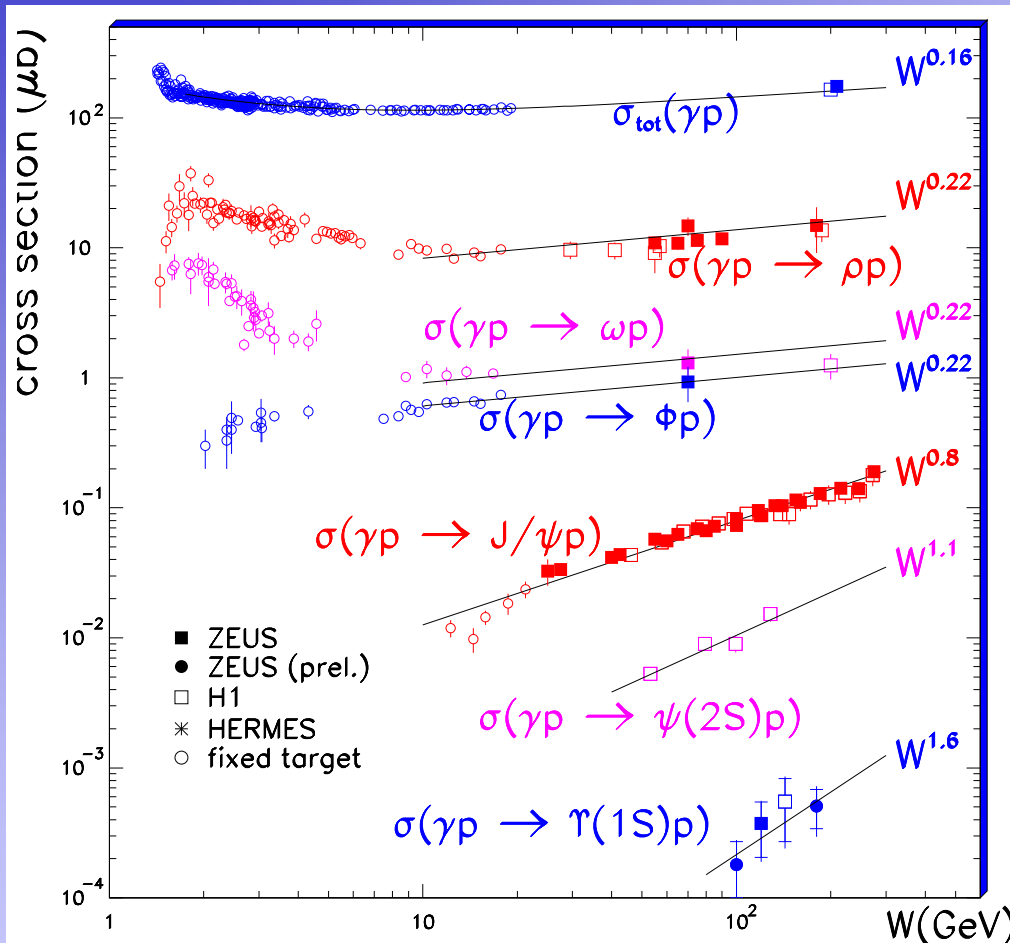 cross section (μb)
W^0.16
10^2
σ_tot(γp)
W^0.22
10
σ(γp → ρp)
σ(γp → ωp)
W^0.22
1
W^0.22
σ(γp → Φp)
W^0.8
10^-1
σ(γp → J/ψp)
W^1.1
10^-2
ZEUS
ZEUS (prel.)
H1
σ(γp → ψ(2S)p)
HERMES
fixed target
W^1.6
10^-3
σ(γp → ϒ(1S)p)
10^-4
1 10 10^2 W(GeV)